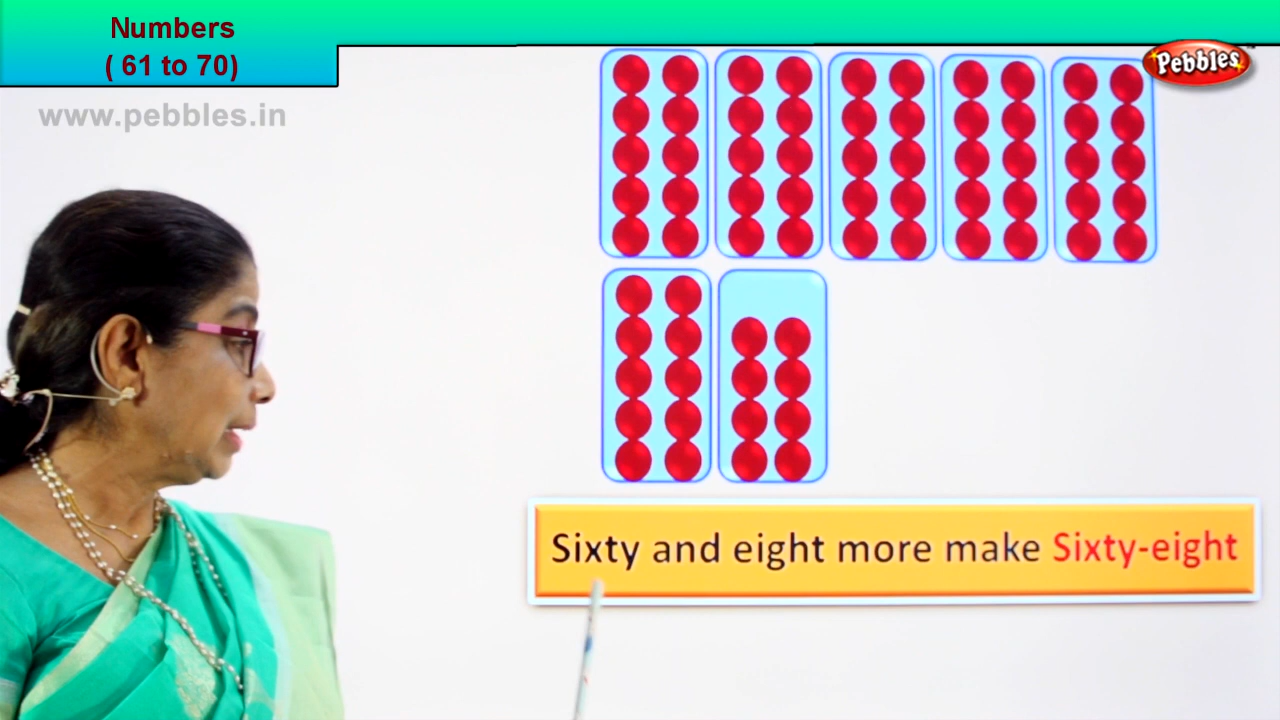 Numbers
( 61 to 70)
Pebbles
www.pebbles.in
Sixty and eight more make Sixty-eight